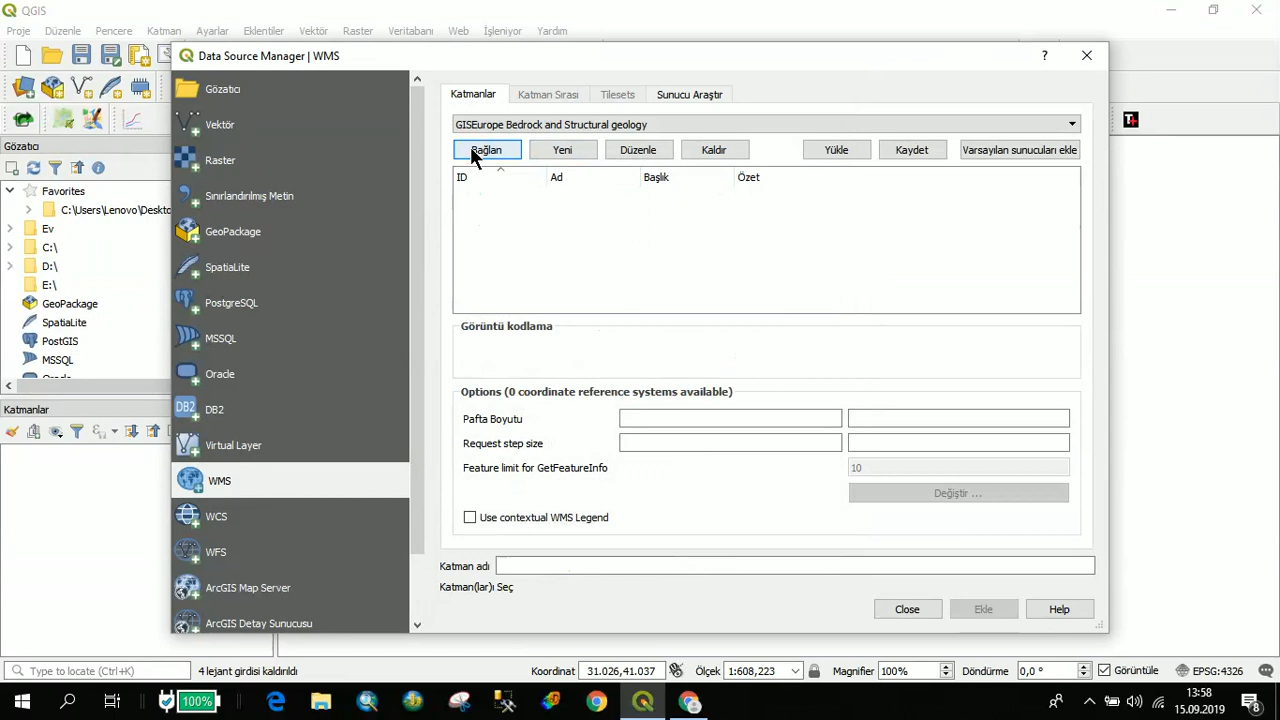 QGIS
Proje Düzenle Pencere Katman Ayarlar Eklentiler Vektör Raster Veritabanı Web İşleniyor Yardım
Data Source Manager | WMS
Gözatıcı
Favorites
C:\Users\Lenovo\Deskto
Ev
C:\
D:\
E:\
GeoPackage
SpatiaLite
PostGIS
MSSQL
Katmanlar
Gözatıcı
Vektör
Raster
Sınırlandırılmış Metin
GeoPackage
SpatiaLite
PostgreSQL
MSSQL
Oracle
DB2
DB2
Virtual Layer
WMS
WCS
WFS
ArcGIS Map Server
ArcGIS Detay Sunucusu
Katmanlar Katman Sırası Tilesets Sunucu Araştır
GISEurope Bedrock and Structural geology
Bağlan Yeni Düzenle Kaldır Yükle Kaydet Varsayılan sunucuları ekle
ID Ad Başlık Özet
Görüntü kodlama
Options (0 coordinate reference systems available)
Pafta Boyutu
Request step size
Feature limit for GetFeatureInfo 10
Değiştir ...
Use contextual WMS Legend
Katman adı
Katman(lar)ı Seç
Close Ekle Help
Type to locate (Ctrl+K) 4 lejant girdisi kaldırıldı Koordinat 31.026,41.037 Ölçek 1:608,223 Magnifier 100% Döndürme 0,0 ° Görüntüle EPSG:4326
100% 13:58
15.09.2019 8